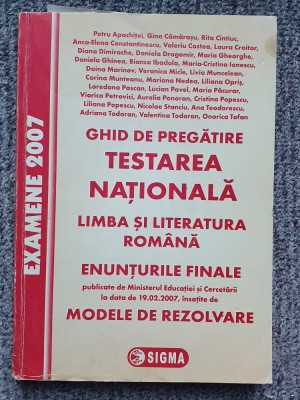 Petru Apachiței, Gina Cămărașu, Rita Cintiuc,
Anca-Elena Constantinescu, Valeriu Costea, Laura Croitor,
Diana Dimirache, Daniela Dragomir, Maria Gheorghe,
Daniela Ghinea, Bianca Ibadula, Maria-Cristina Ionescu,
Doina Marinov, Veronica Micle, Livia Muncelean,
Corina Munteanu, Mariana Nedea, Liliana Opriș,
Loredana Pascan, Lucian Pavel, Maria Păcurar,
Viorica Petrovici, Aurelia Panoran, Cristina Popescu,
Liliana Popescu, Nicolae Stanciu, Ana Teodorescu,
Adriana Todoran, Valentina Todoran, Onorica Tofan
GHID DE PREGĂTIRE
TESTAREA
NAȚIONALĂ
LIMBA ȘI LITERATURA
ROMÂNĂ
ENUNȚURILE FINALE
publicate de Ministerul Educației și Cercetării
la data de 19.02.2007, însoțite de
MODELE DE REZOLVARE
SIGMA
EXAMENE 2007